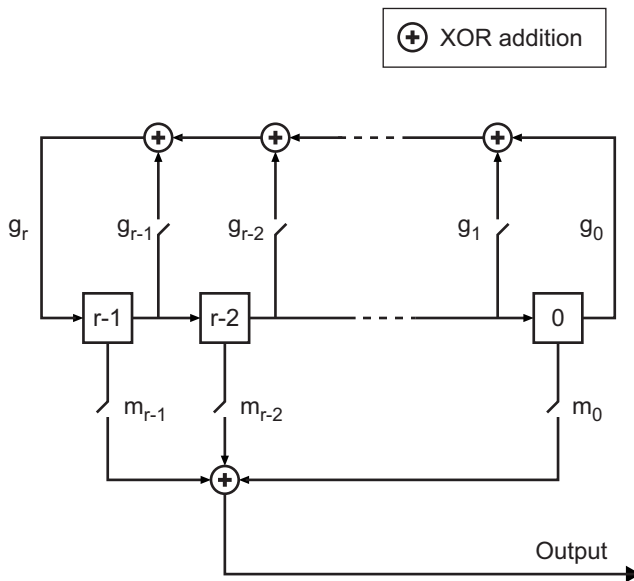 XOR addition
g_r g_{r-1} g_{r-2} g_1 g_0
r-1 r-2 0
m_{r-1} m_{r-2} m_0
Output